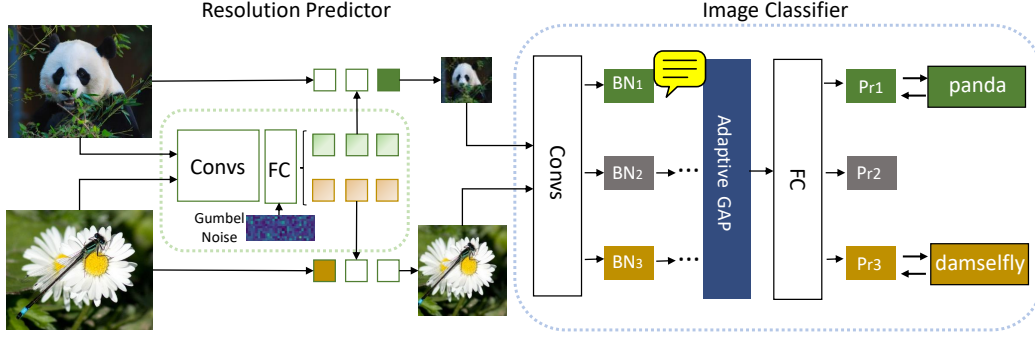 Resolution Predictor
Image Classifier
Convs
FC
Gumbel
Noise
Convs
BN1
BN2
...
BN3
...
Adaptive GAP
FC
Pr1
Pr2
Pr3
panda
damselfly